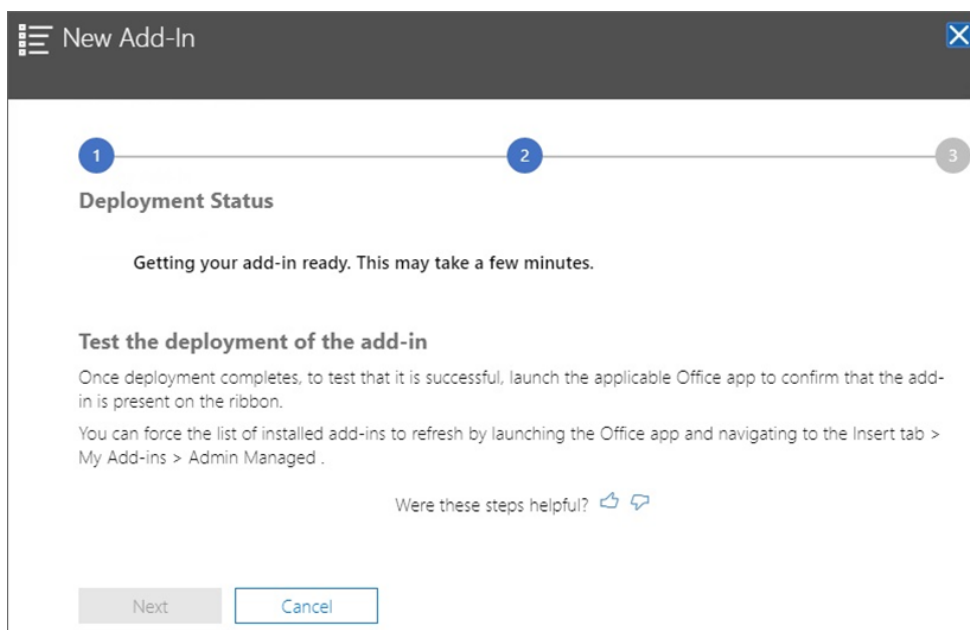 New Add-In
1
2
3
Deployment Status
Getting your add-in ready. This may take a few minutes.
Test the deployment of the add-in
Once deployment completes, to test that it is successful, launch the applicable Office app to confirm that the add-
in is present on the ribbon.
You can force the list of installed add-ins to refresh by launching the Office app and navigating to the Insert tab >
My Add-ins > Admin Managed .
Were these steps helpful?
Next
Cancel